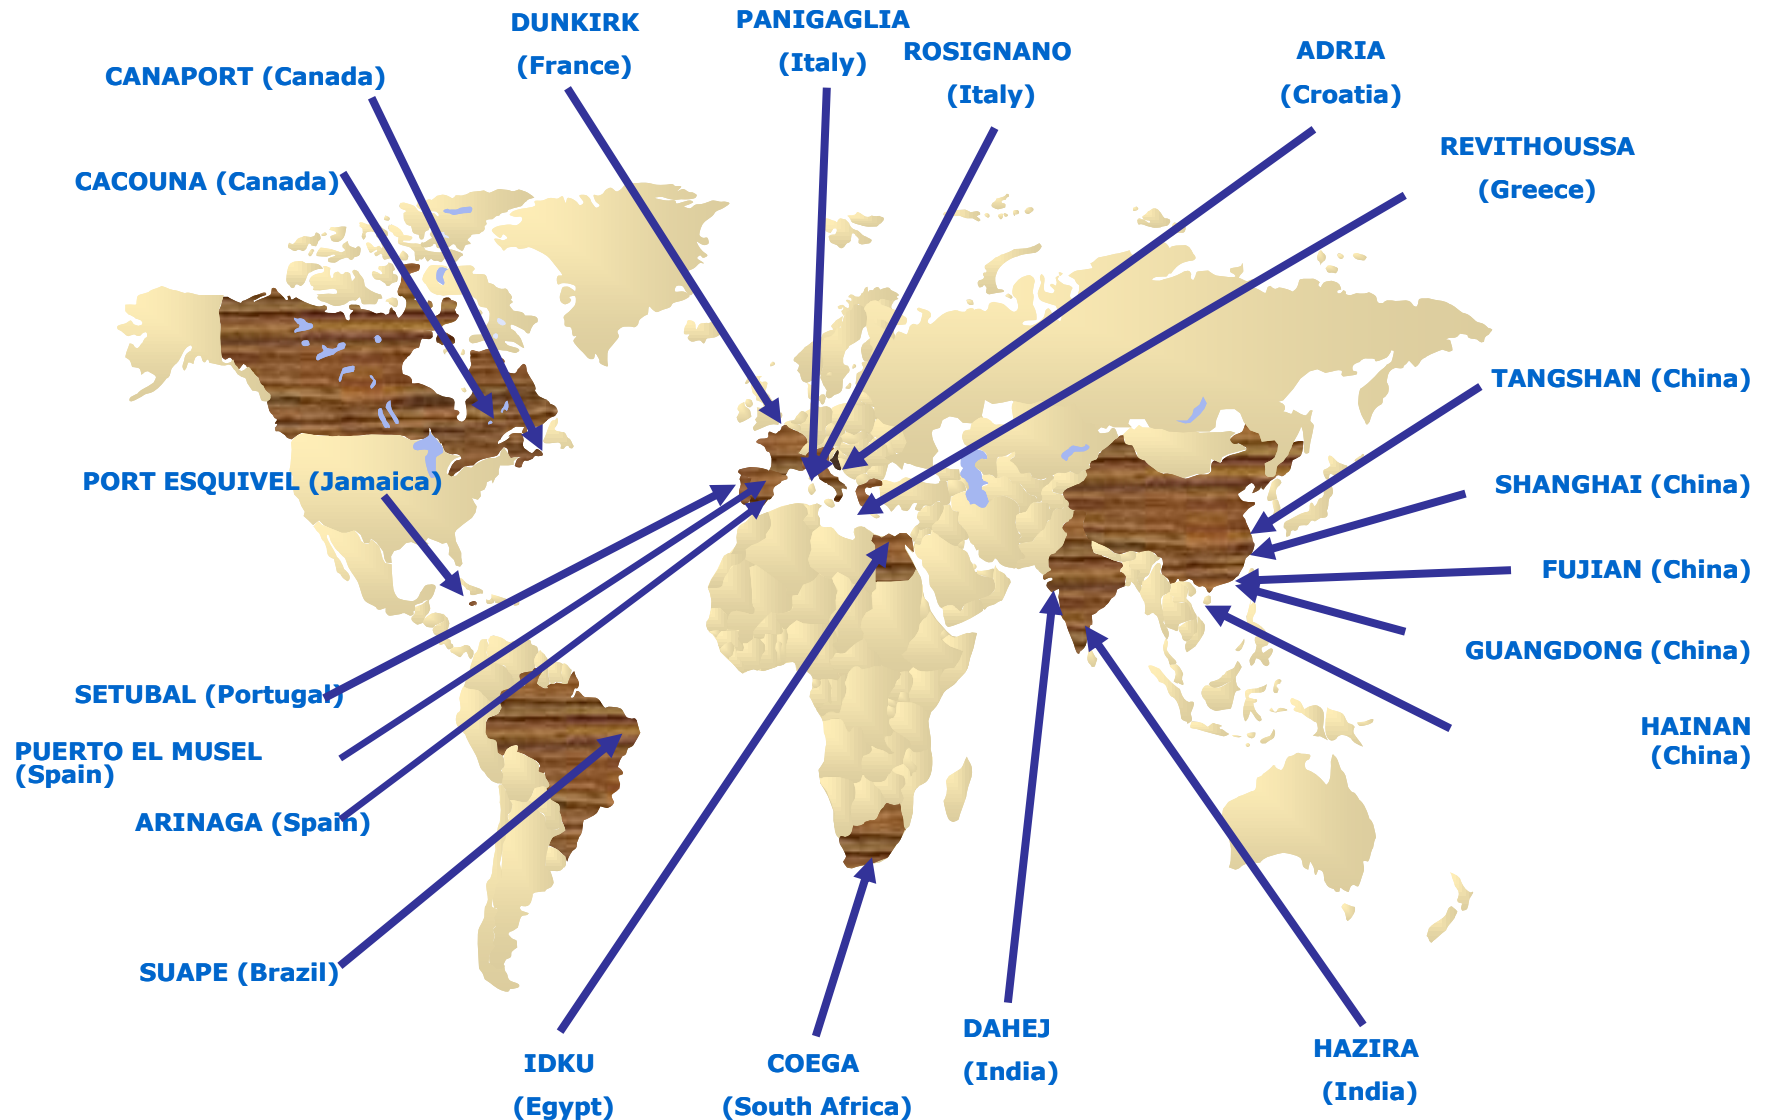 DUNKIRK
(France)
PANIGAGLIA
(Italy)
ROSIGNANO
(Italy)
ADRIA
(Croatia)
CANAPORT (Canada)
REVITHOUSSA
(Greece)
CACOUNA (Canada)
TANGSHAN (China)
PORT ESQUIVEL (Jamaica)
SHANGHAI (China)
FUJIAN (China)
GUANGDONG (China)
SETUBAL (Portugal)
HAINAN
(China)
PUERTO EL MUSEL
(Spain)
ARINAGA (Spain)
SUAPE (Brazil)
IDKU
(Egypt)
COEGA
(South Africa)
DAHEJ
(India)
HAZIRA
(India)